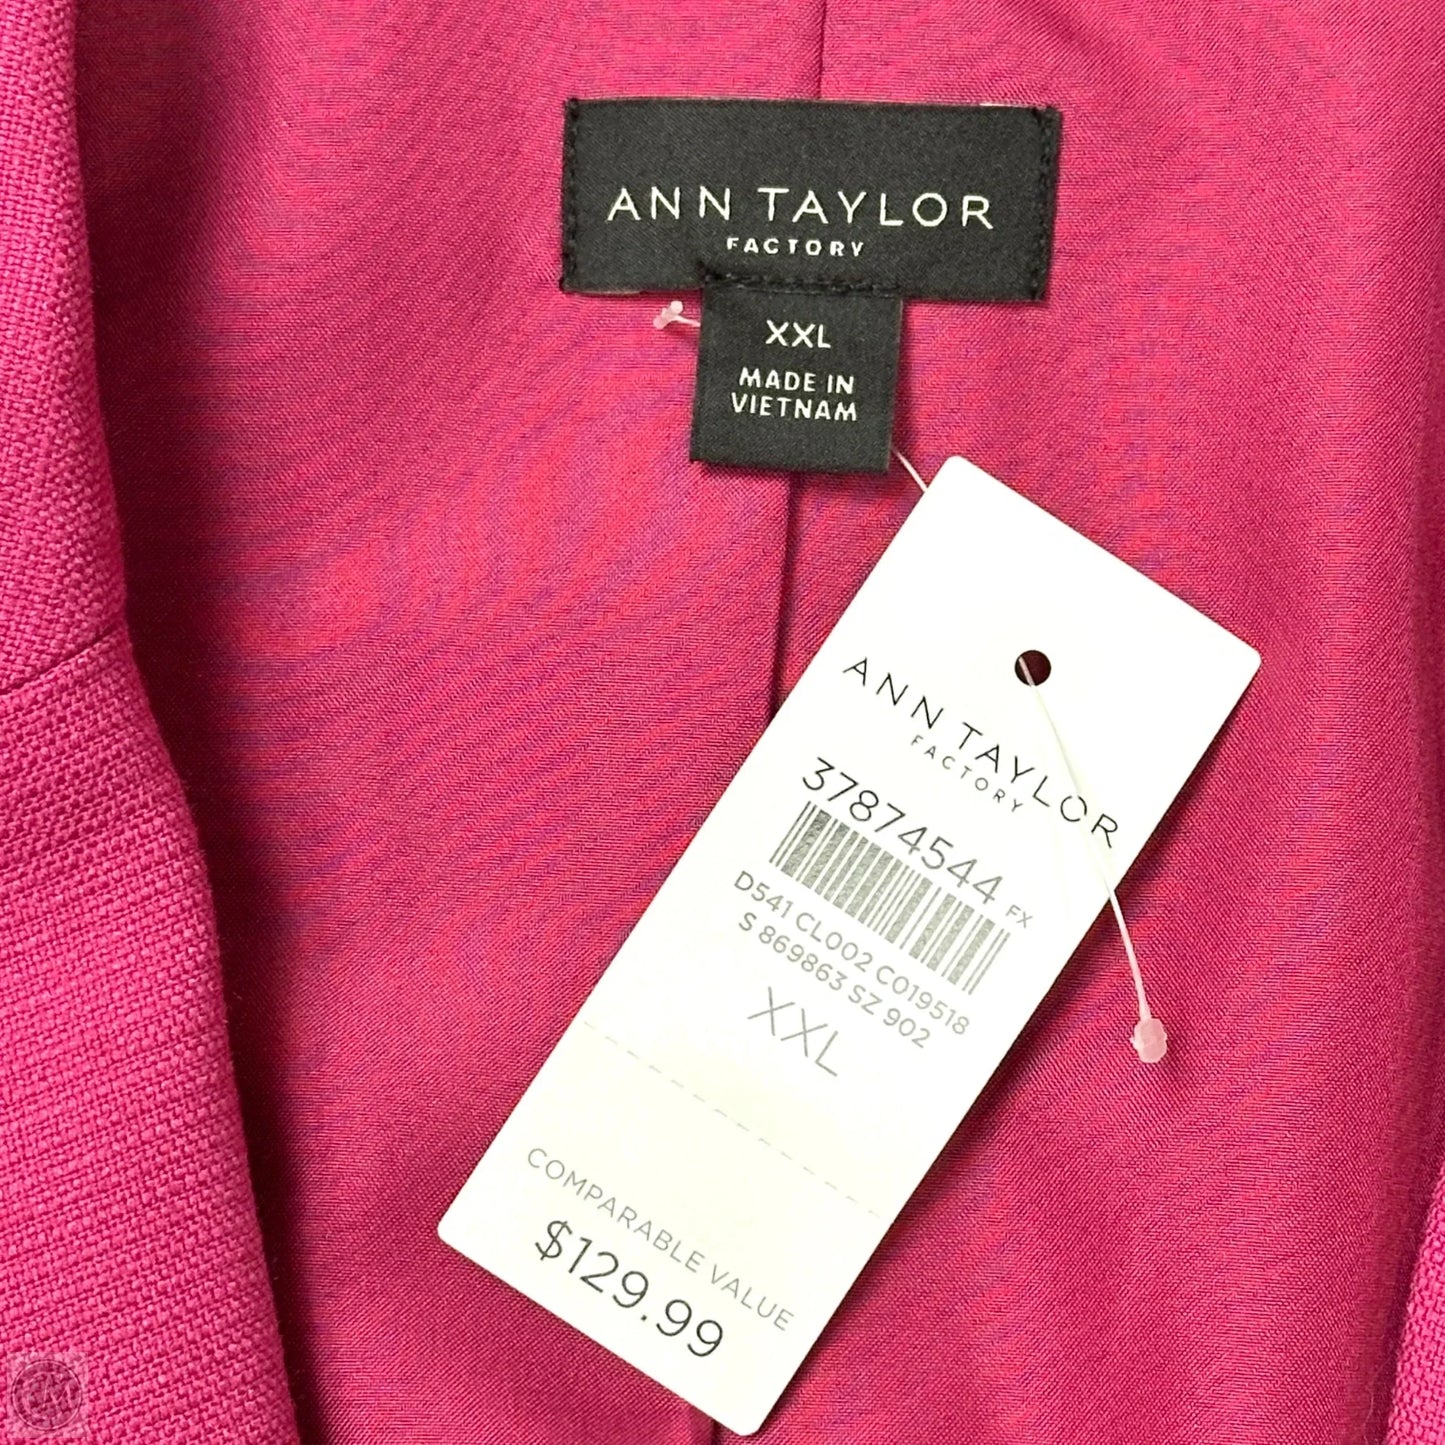 ANN TAYLOR
FACTORY
XXL
MADE IN
VIETNAM
ANN TAYLOR
FACTORY
37874544 FX
D541 CL002 C019518
S 869863 SZ 902
XXL
COMPARABLE VALUE
$129.99